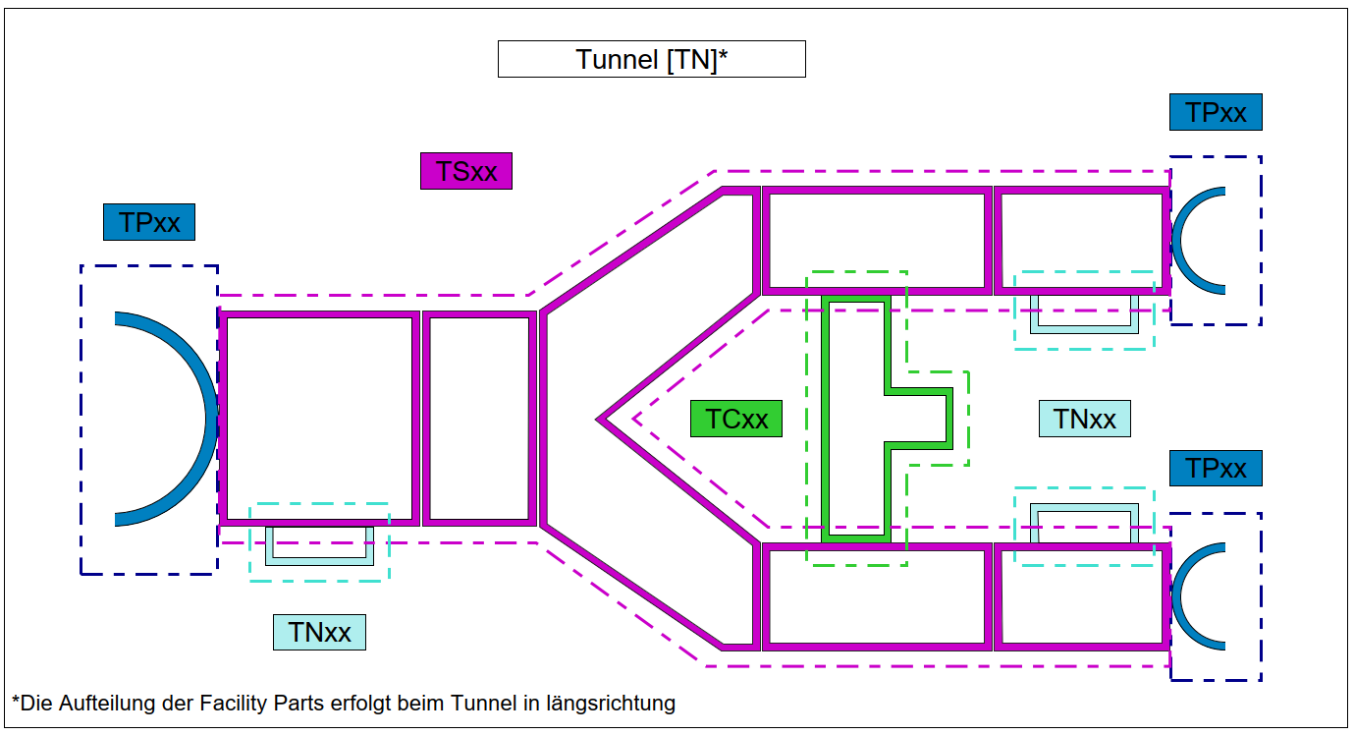 Tunnel [TN]*
TPxx
TSxx
TPxx
TCxx
TNxx
TPxx
TNxx
*Die Aufteilung der Facility Parts erfolgt beim Tunnel in längsrichtung